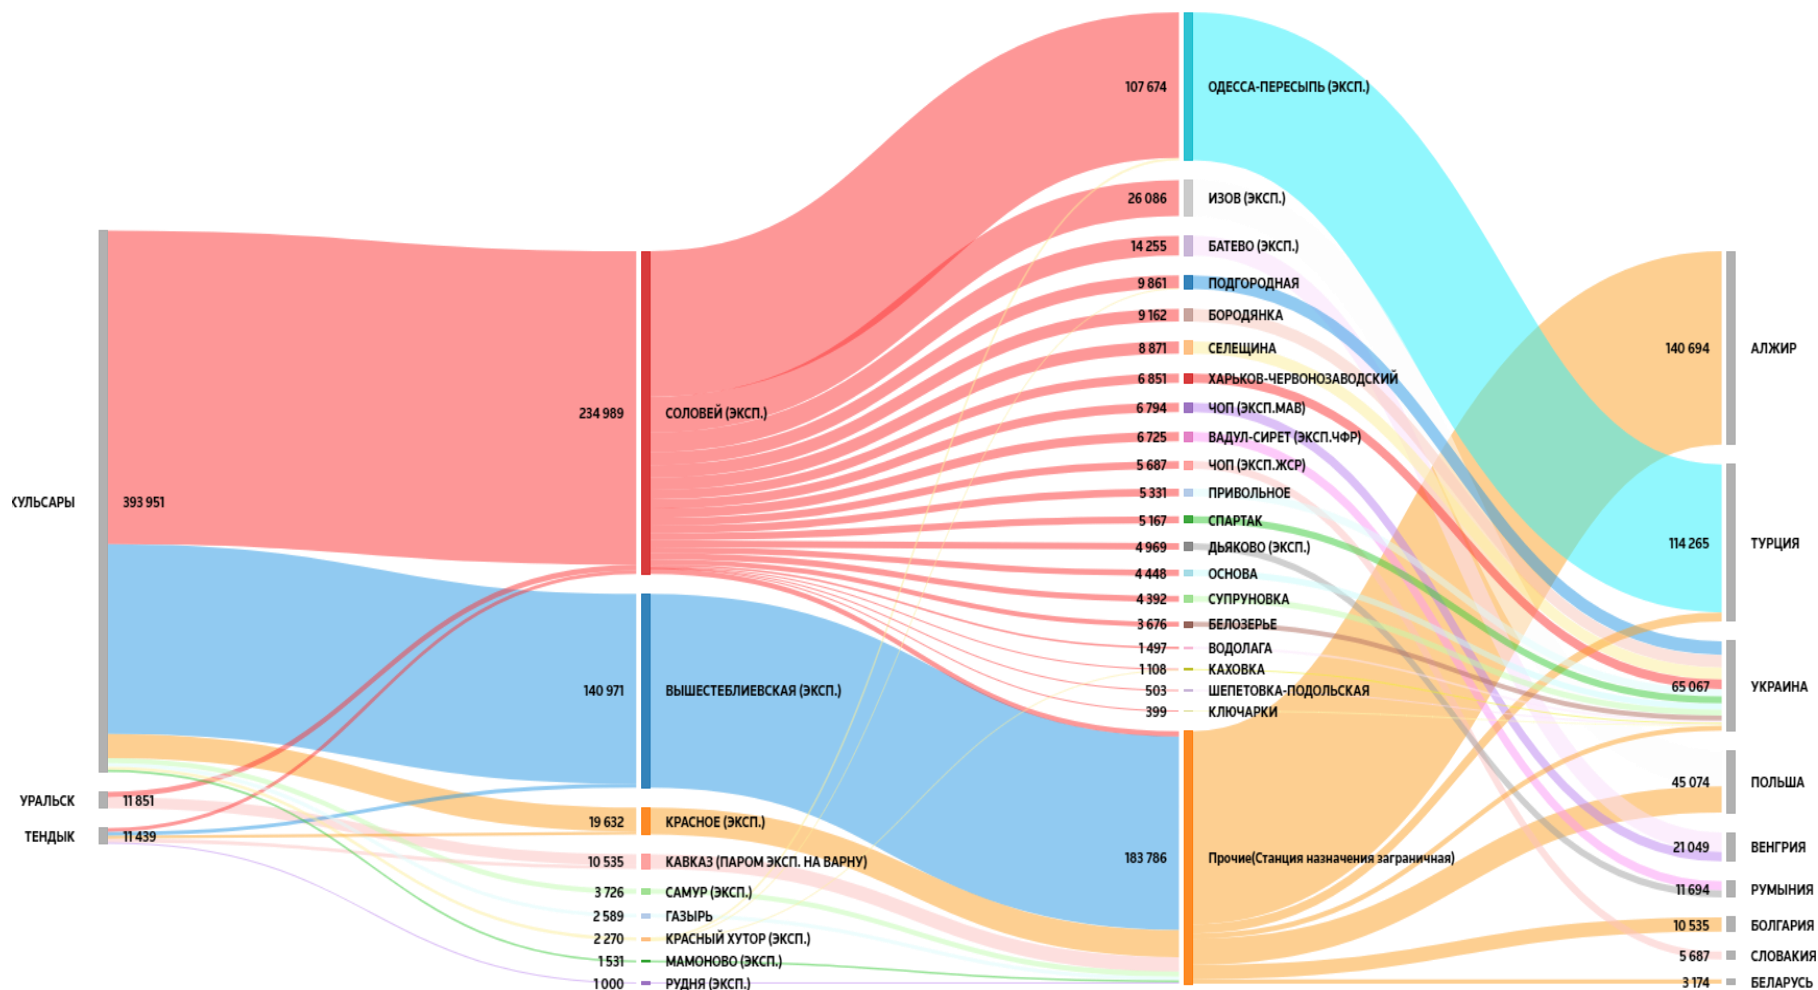 КУЛЬСАРЫ
393 951
УРАЛЬСК
11 851
ТЕНДЫК
11 439
234 989
СОЛОВЕЙ (ЭКСП.)
140 971
ВЫШЕСТЕБЛИЕВСКАЯ (ЭКСП.)
19 632
КРАСНОЕ (ЭКСП.)
10 535
КАВКАЗ (ПАРОМ ЭКСП. НА ВАРНУ)
3 726
САМУР (ЭКСП.)
2 589
ГАЗЫРЬ
2 270
КРАСНЫЙ ХУТОР (ЭКСП.)
1 531
МАМОНОВО (ЭКСП.)
1 000
РУДНЯ (ЭКСП.)
107 674
ОДЕССА-ПЕРЕСЫПЬ (ЭКСП.)
26 086
ИЗОВ (ЭКСП.)
14 255
БАТЕВО (ЭКСП.)
9 861
ПОДГОРОДНАЯ
9 162
БОРОДЯНКА
8 871
СЕЛЕЩИНА
6 851
ХАРЬКОВ-ЧЕРВОНОЗАВОДСКИЙ
6 794
ЧОП (ЭКСП.МАВ)
6 725
ВАДУЛ-СИРЕТ (ЭКСП.ЧФР)
5 687
ЧОП (ЭКСП.ЖСР)
5 331
ПРИВОЛЬНОЕ
5 167
СПАРТАК
4 969
ДЬЯКОВО (ЭКСП.)
4 448
ОСНОВА
4 392
СУПРУНОВКА
3 676
БЕЛОЗЕРЬЕ
1 497
ВОДОЛАГА
1 108
КАХОВКА
503
ШЕПЕТОВКА-ПОДОЛЬСКАЯ
399
КЛЮЧАРКИ
183 786
Прочие(Станция назначения заграничная)
140 694
АЛЖИР
114 265
ТУРЦИЯ
65 067
УКРАИНА
45 074
ПОЛЬША
21 049
ВЕНГРИЯ
11 694
РУМЫНИЯ
10 535
БОЛГАРИЯ
5 687
СЛОВАКИЯ
3 174
БЕЛАРУСЬ